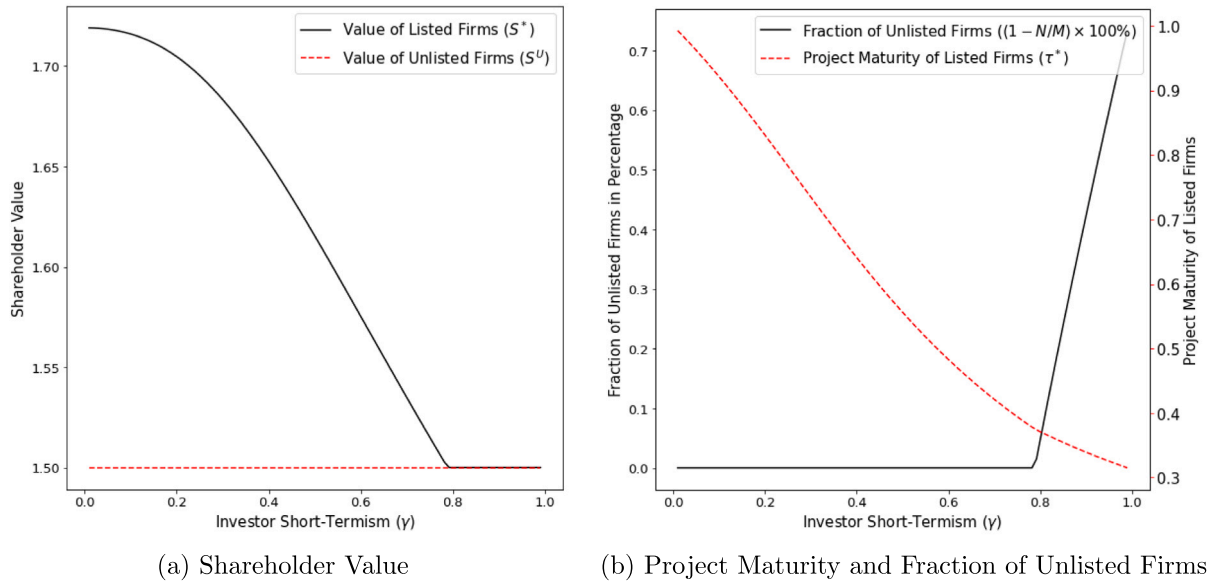 Value of Listed Firms (S*)
Value of Unlisted Firms (S^U)
Shareholder Value
1.70
1.65
1.60
1.55
1.50
0.0 0.2 0.4 0.6 0.8 1.0
Investor Short-Termism (γ)
(a) Shareholder Value
Fraction of Unlisted Firms ((1 − N/M) × 100%)
Project Maturity of Listed Firms (τ*)
Fraction of Unlisted Firms in Percentage
0.7
0.6
0.5
0.4
0.3
0.2
0.1
0.0
1.0
0.9
0.8
0.7
0.6
0.5
0.4
0.3
Project Maturity of Listed Firms
0.0 0.2 0.4 0.6 0.8 1.0
Investor Short-Termism (γ)
(b) Project Maturity and Fraction of Unlisted Firms